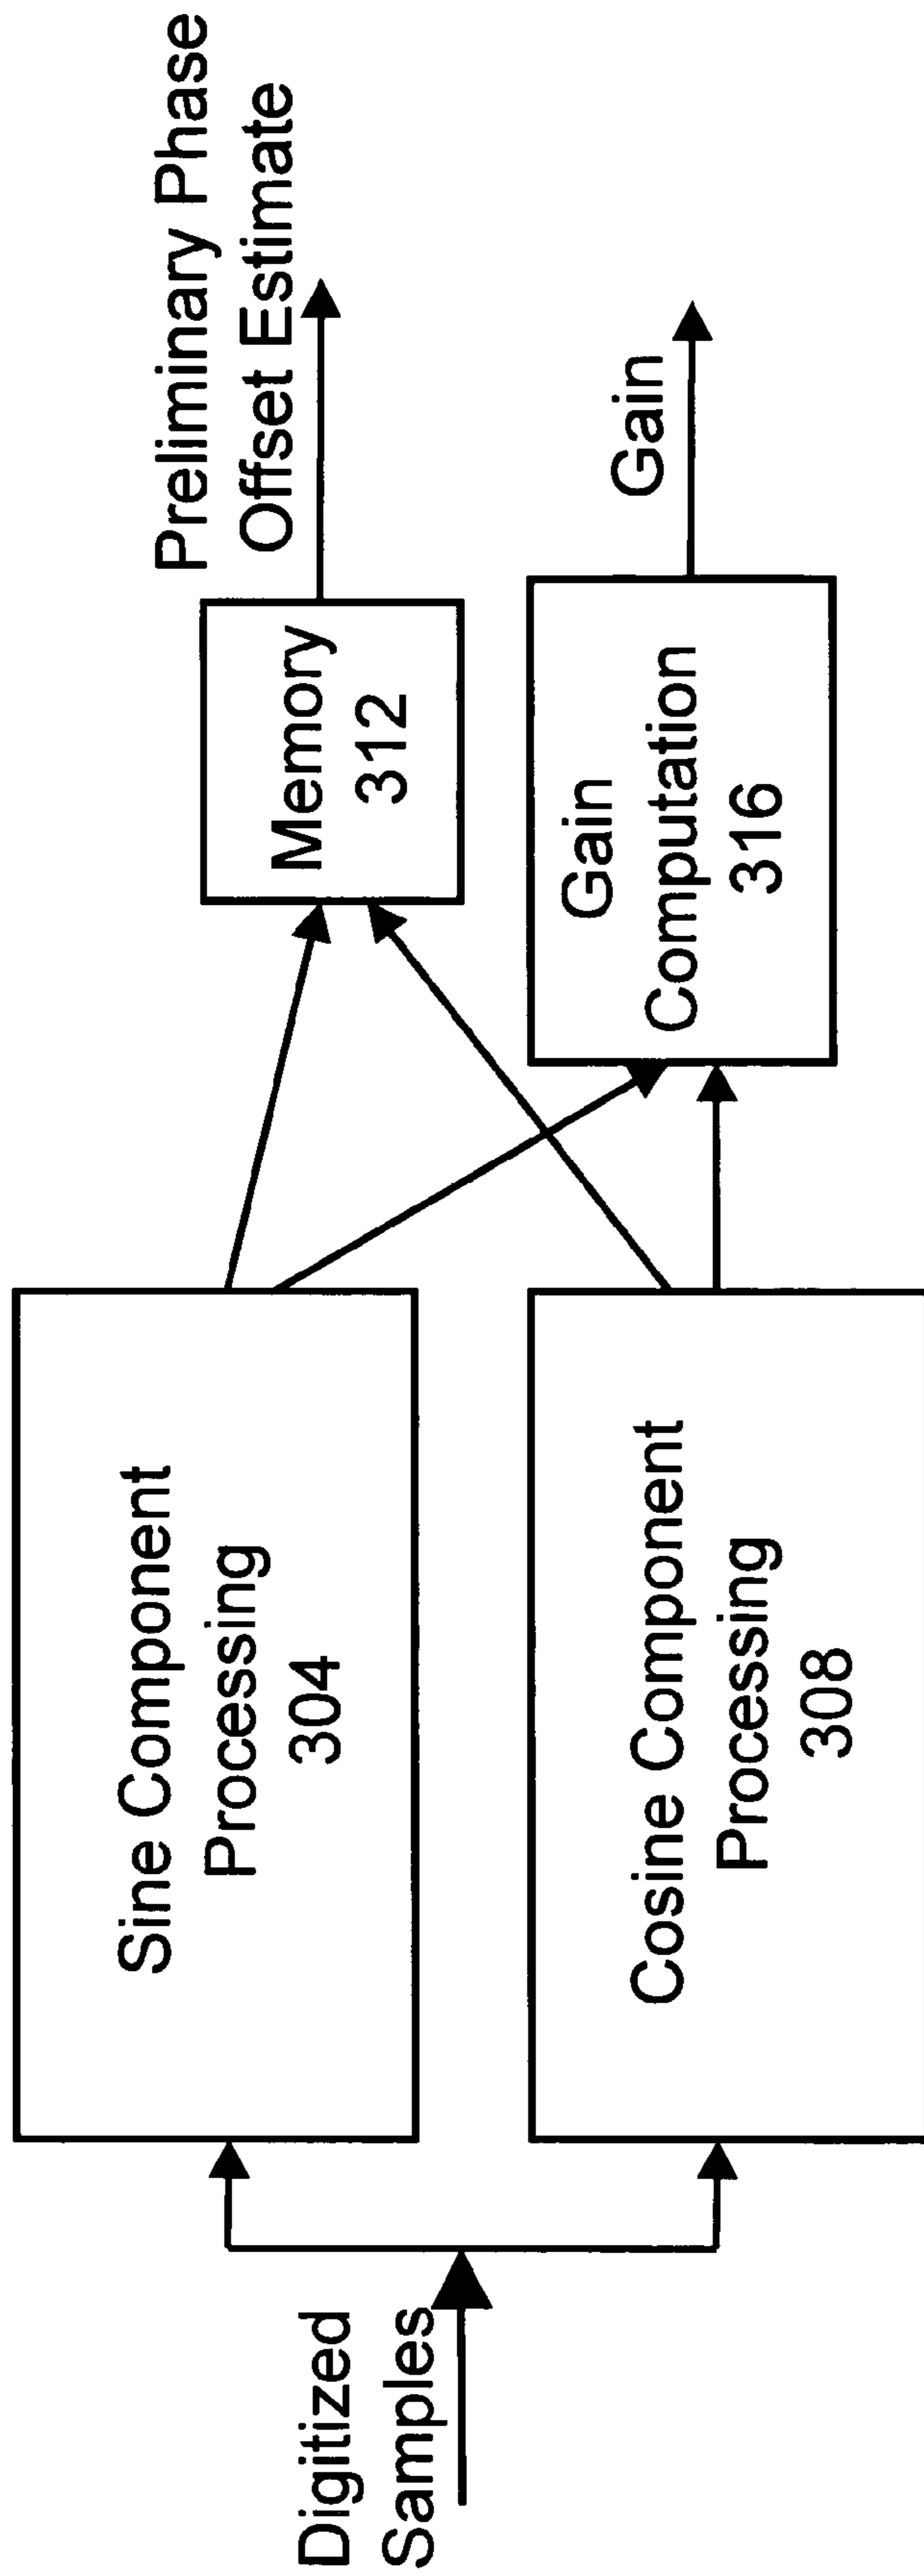 Digitized
Samples
Sine Component
Processing
304
Cosine Component
Processing
308
Memory
312
Gain
Computation
316
Preliminary Phase
Offset Estimate
Gain